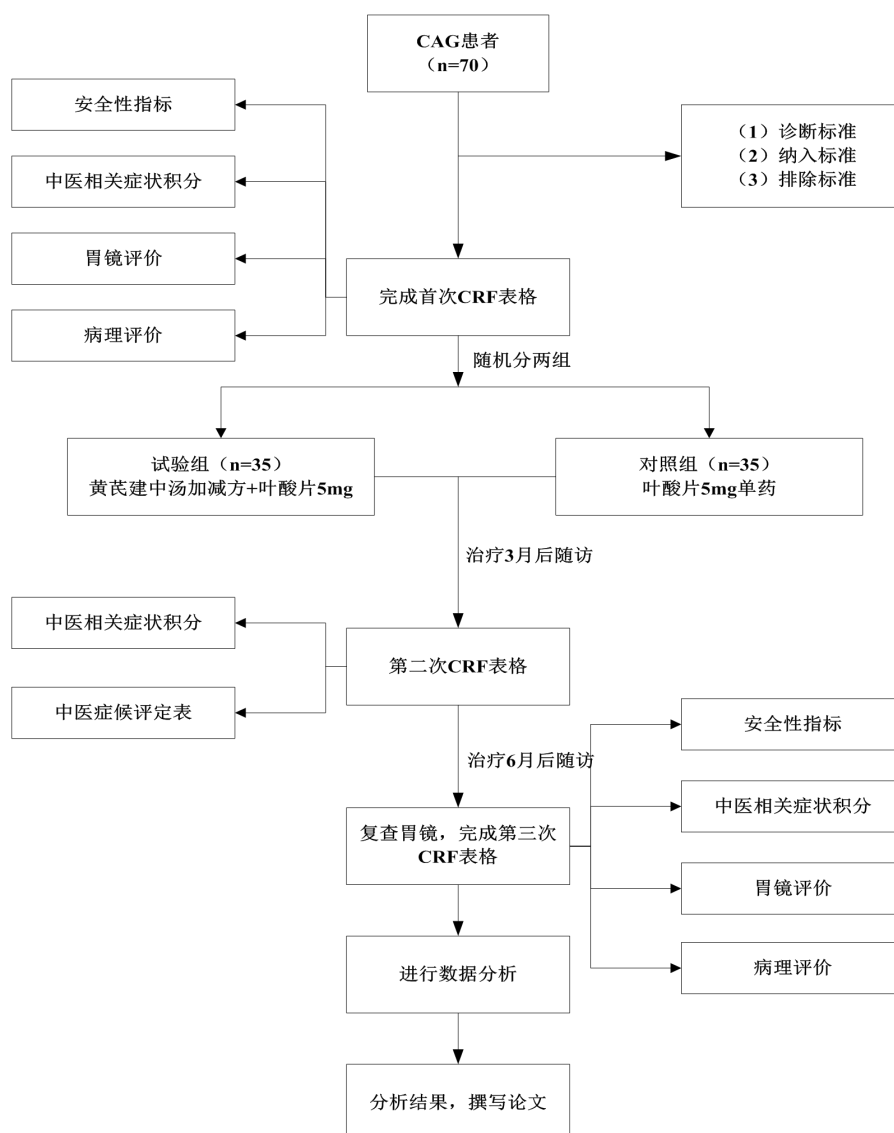 CAG患者
（n=70）
安全性指标
（1）诊断标准
（2）纳入标准
（3）排除标准
中医相关症状积分
胃镜评价
完成首次CRF表格
病理评价
随机分两组
试验组（n=35）
黄芪建中汤加减方+叶酸片5mg
对照组（n=35）
叶酸片5mg单药
治疗3月后随访
中医相关症状积分
第二次CRF表格
中医症候评定表
安全性指标
治疗6月后随访
中医相关症状积分
复查胃镜，完成第三次
CRF表格
胃镜评价
进行数据分析
病理评价
分析结果，撰写论文